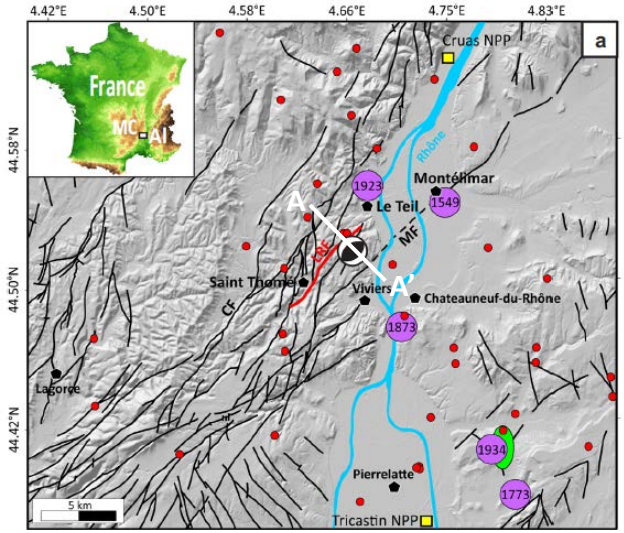 4.42°E 4.50°E 4.58°E 4.66°E 4.75°E 4.83°E
a
Cruas NPP
France
MC
Al
44.58°N
Rhône
1923
Montélimar
1549
Le Teil
A
MF
LRF
Saint Thomé
44.50°N
A'
Viviers
Chateauneuf-du-Rhône
CF
1873
Lagorce
44.42°N
1934
Pierrelatte
1773
5 km
Tricastin NPP